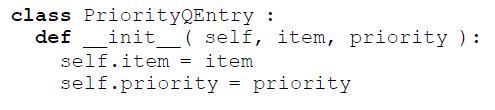 class PriorityQEntry :
  def __init__( self, item, priority ):
    self.item = item
    self.priority = priority